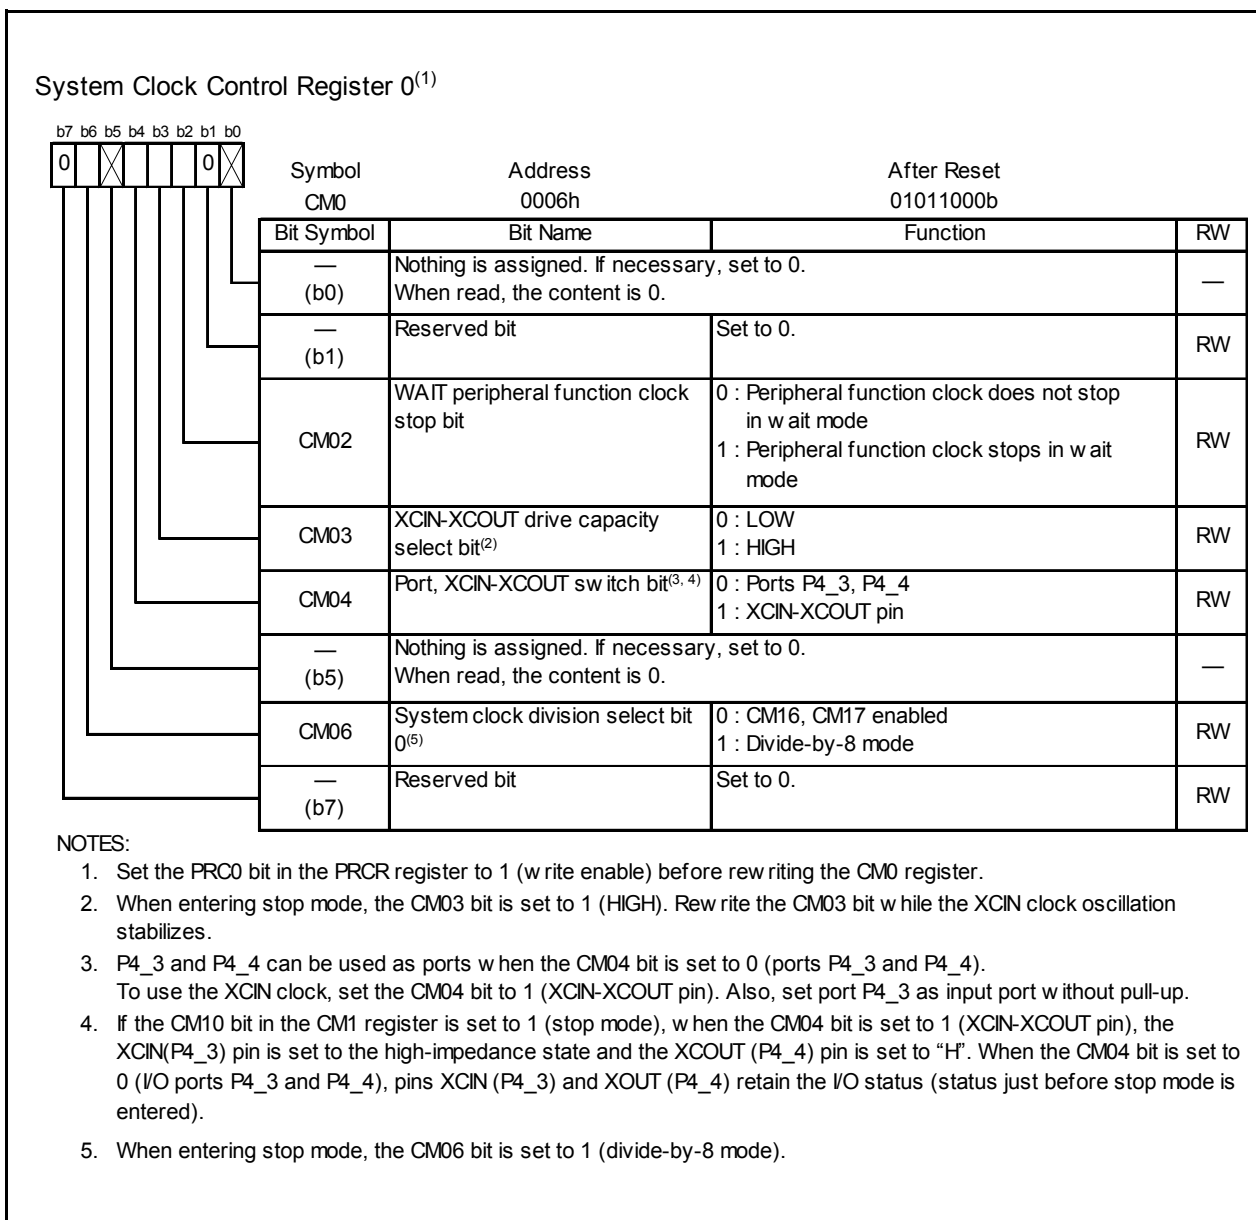 System Clock Control Register 0(1)
b7 b6 b5 b4 b3 b2 b1 b0
0 0
Symbol Address After Reset
CM0 0006h 01011000b
Bit Symbol Bit Name Function RW
—
(b0)
Nothing is assigned. If necessary, set to 0.
When read, the content is 0.
—
—
(b1)
Reserved bit
Set to 0.
RW
CM02
WAIT peripheral function clock
stop bit
0 : Peripheral function clock does not stop
in wait mode
1 : Peripheral function clock stops in wait
mode
RW
CM03
XCIN-XCOUT drive capacity
select bit(2)
0 : LOW
1 : HIGH
RW
CM04
Port, XCIN-XCOUT switch bit(3, 4)
0 : Ports P4_3, P4_4
1 : XCIN-XCOUT pin
RW
—
(b5)
Nothing is assigned. If necessary, set to 0.
When read, the content is 0.
—
CM06
System clock division select bit
0(5)
0 : CM16, CM17 enabled
1 : Divide-by-8 mode
RW
—
(b7)
Reserved bit
Set to 0.
RW
NOTES:
1. Set the PRC0 bit in the PRCR register to 1 (write enable) before rewriting the CM0 register.
2. When entering stop mode, the CM03 bit is set to 1 (HIGH). Rewrite the CM03 bit while the XCIN clock oscillation
stabilizes.
3. P4_3 and P4_4 can be used as ports when the CM04 bit is set to 0 (ports P4_3 and P4_4).
To use the XCIN clock, set the CM04 bit to 1 (XCIN-XCOUT pin). Also, set port P4_3 as input port without pull-up.
4. If the CM10 bit in the CM1 register is set to 1 (stop mode), when the CM04 bit is set to 1 (XCIN-XCOUT pin), the
XCIN(P4_3) pin is set to the high-impedance state and the XCOUT (P4_4) pin is set to “H”. When the CM04 bit is set to
0 (I/O ports P4_3 and P4_4), pins XCIN (P4_3) and XOUT (P4_4) retain the I/O status (status just before stop mode is
entered).
5. When entering stop mode, the CM06 bit is set to 1 (divide-by-8 mode).